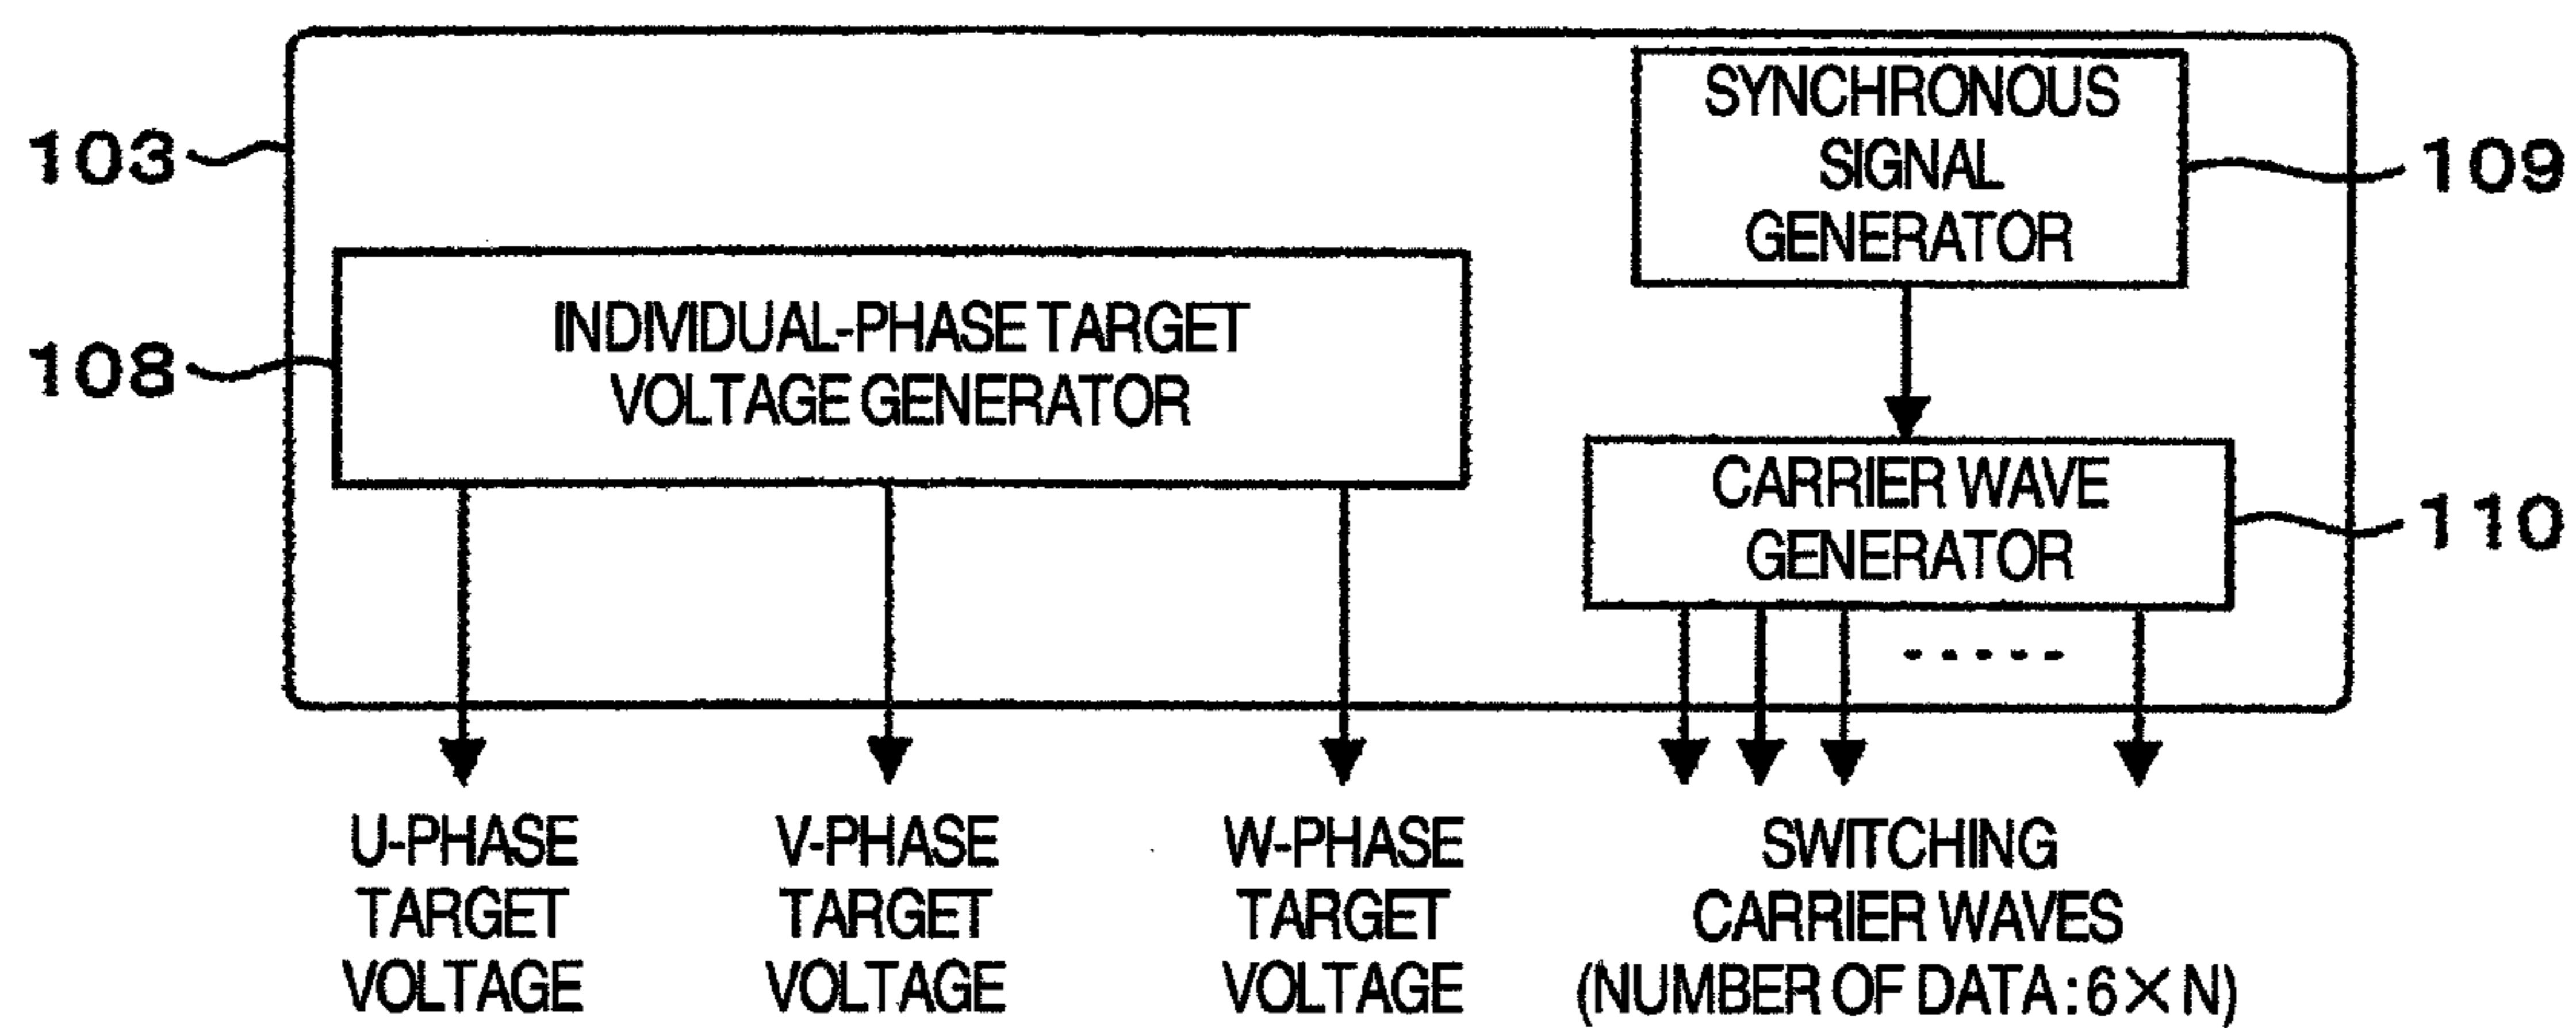 103
SYNCHRONOUS
SIGNAL
GENERATOR
109
108
INDIVIDUAL-PHASE TARGET
VOLTAGE GENERATOR
CARRIER WAVE
GENERATOR
110
U-PHASE
TARGET
VOLTAGE
V-PHASE
TARGET
VOLTAGE
W-PHASE
TARGET
VOLTAGE
SWITCHING
CARRIER WAVES
(NUMBER OF DATA:6×N)